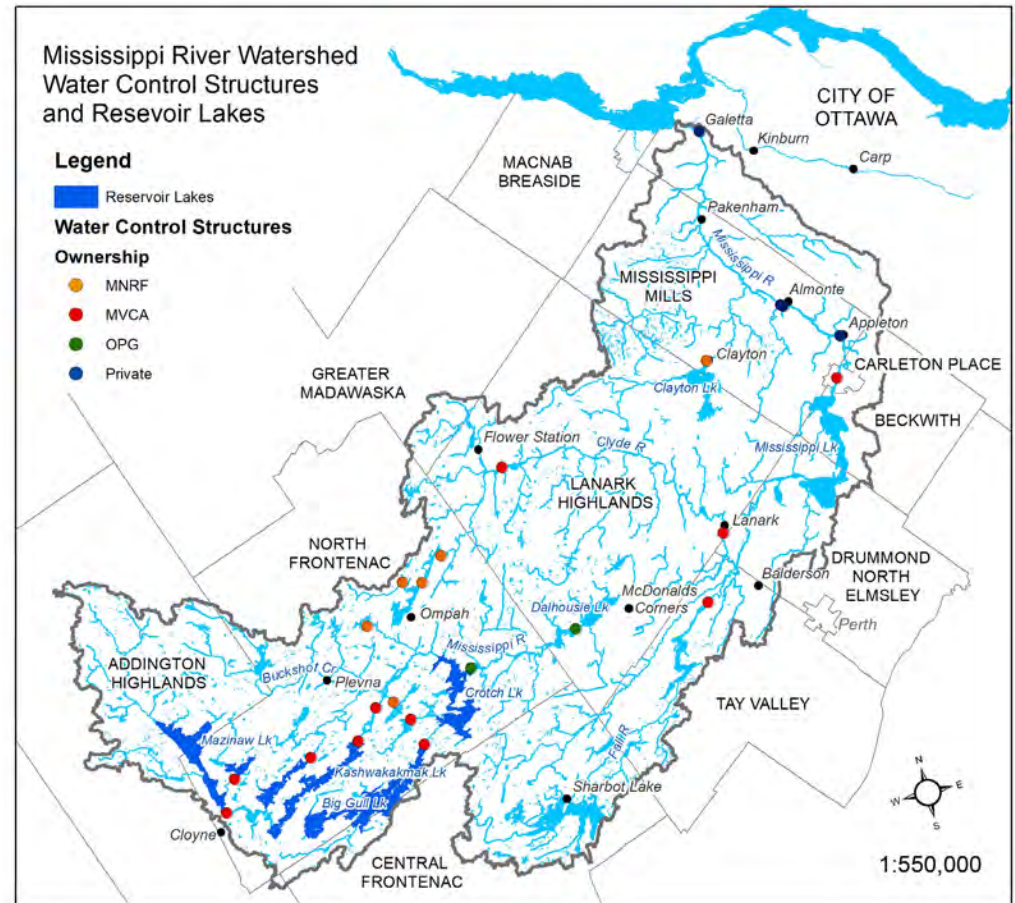 Mississippi River Watershed
Water Control Structures
and Resevoir Lakes
Legend
Reservoir Lakes
Water Control Structures
Ownership
MNRF
MVCA
OPG
Private
CITY OF
OTTAWA
Galetta
Kinburn
Carp
MACNAB
BREASIDE
Pakenham
Mississippi R
MISSISSIPPI
MILLS
Almonte
Appleton
Clayton
CARLETON PLACE
Clayton Lk
GREATER
MADAWASKA
BECKWITH
Flower Station
Clyde R
Mississippi Lk
LANARK
HIGHLANDS
Lanark
NORTH
FRONTENAC
DRUMMOND
NORTH
ELMSLEY
Balderson
McDonalds
Corners
Dalhousie Lk
Ompah
Perth
Mississippi R
ADDINGTON
HIGHLANDS
Buckshot Cr
Plevna
Crotch Lk
TAY VALLEY
Mazinaw Lk
Fall R
Kashwakakmak Lk
Big Gull Lk
Sharbot Lake
N
W
E
S
Cloyne
CENTRAL
FRONTENAC
1:550,000